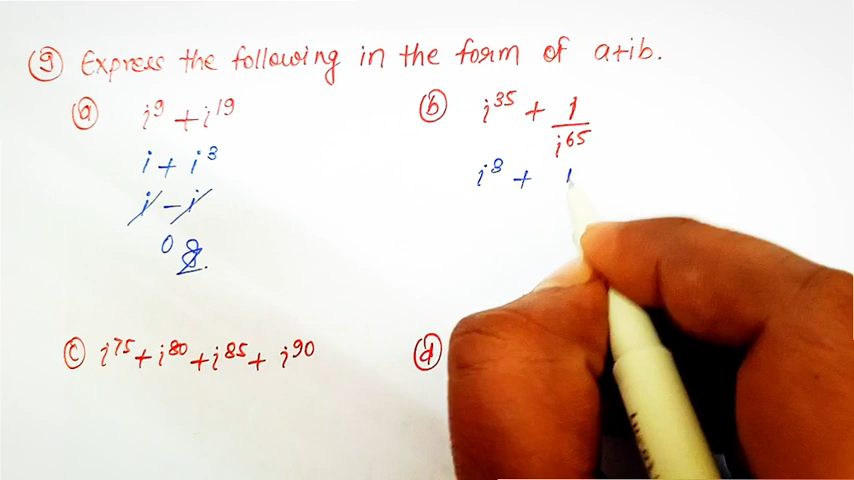 ⑨ Express the following in the form of a+ib.
ⓐ i⁹ + i¹⁹
i + i³
i - i
0
ⓑ i³⁵ + 1/i⁶⁵
i³ + 1
ⓒ i⁷⁵ + i⁸⁰ + i⁸⁵ + i⁹⁰
ⓓ